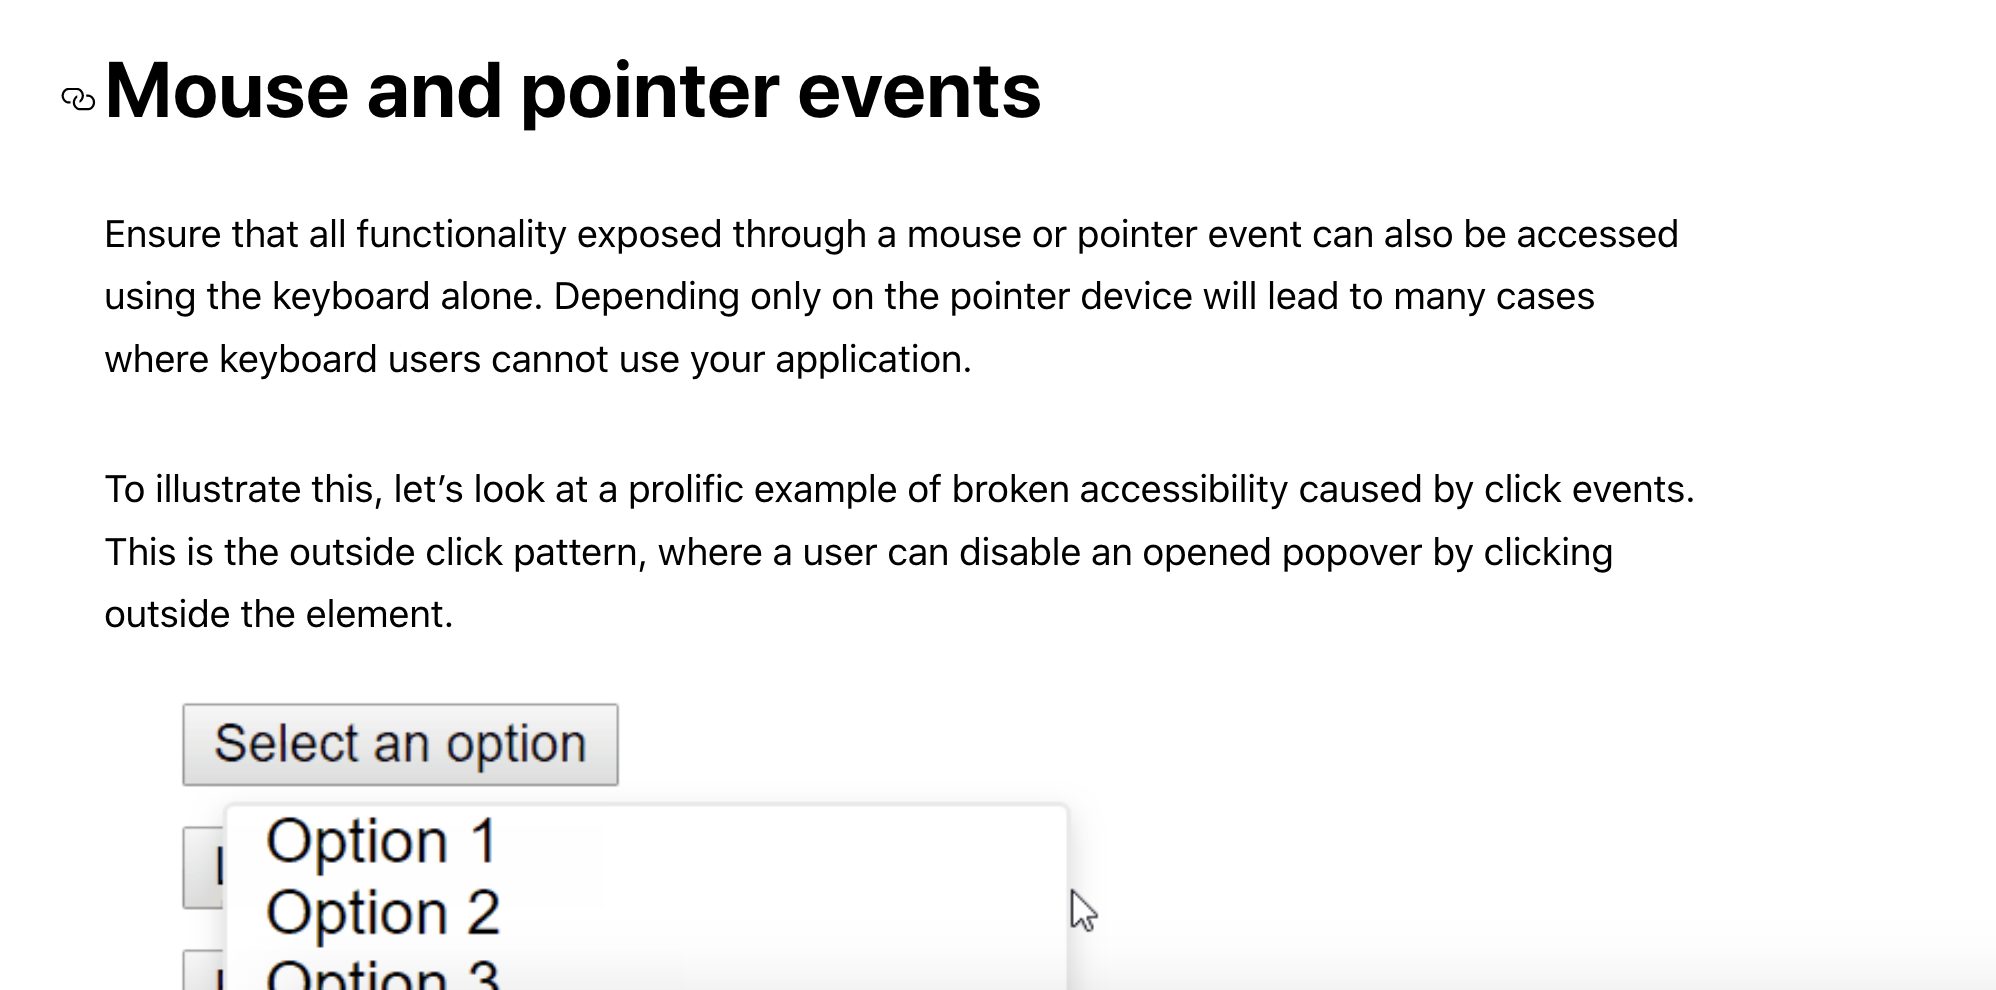 Mouse and pointer events
Ensure that all functionality exposed through a mouse or pointer event can also be accessed
using the keyboard alone. Depending only on the pointer device will lead to many cases
where keyboard users cannot use your application.
To illustrate this, let’s look at a prolific example of broken accessibility caused by click events.
This is the outside click pattern, where a user can disable an opened popover by clicking
outside the element.
Select an option
Option 1
Option 2
Option 3